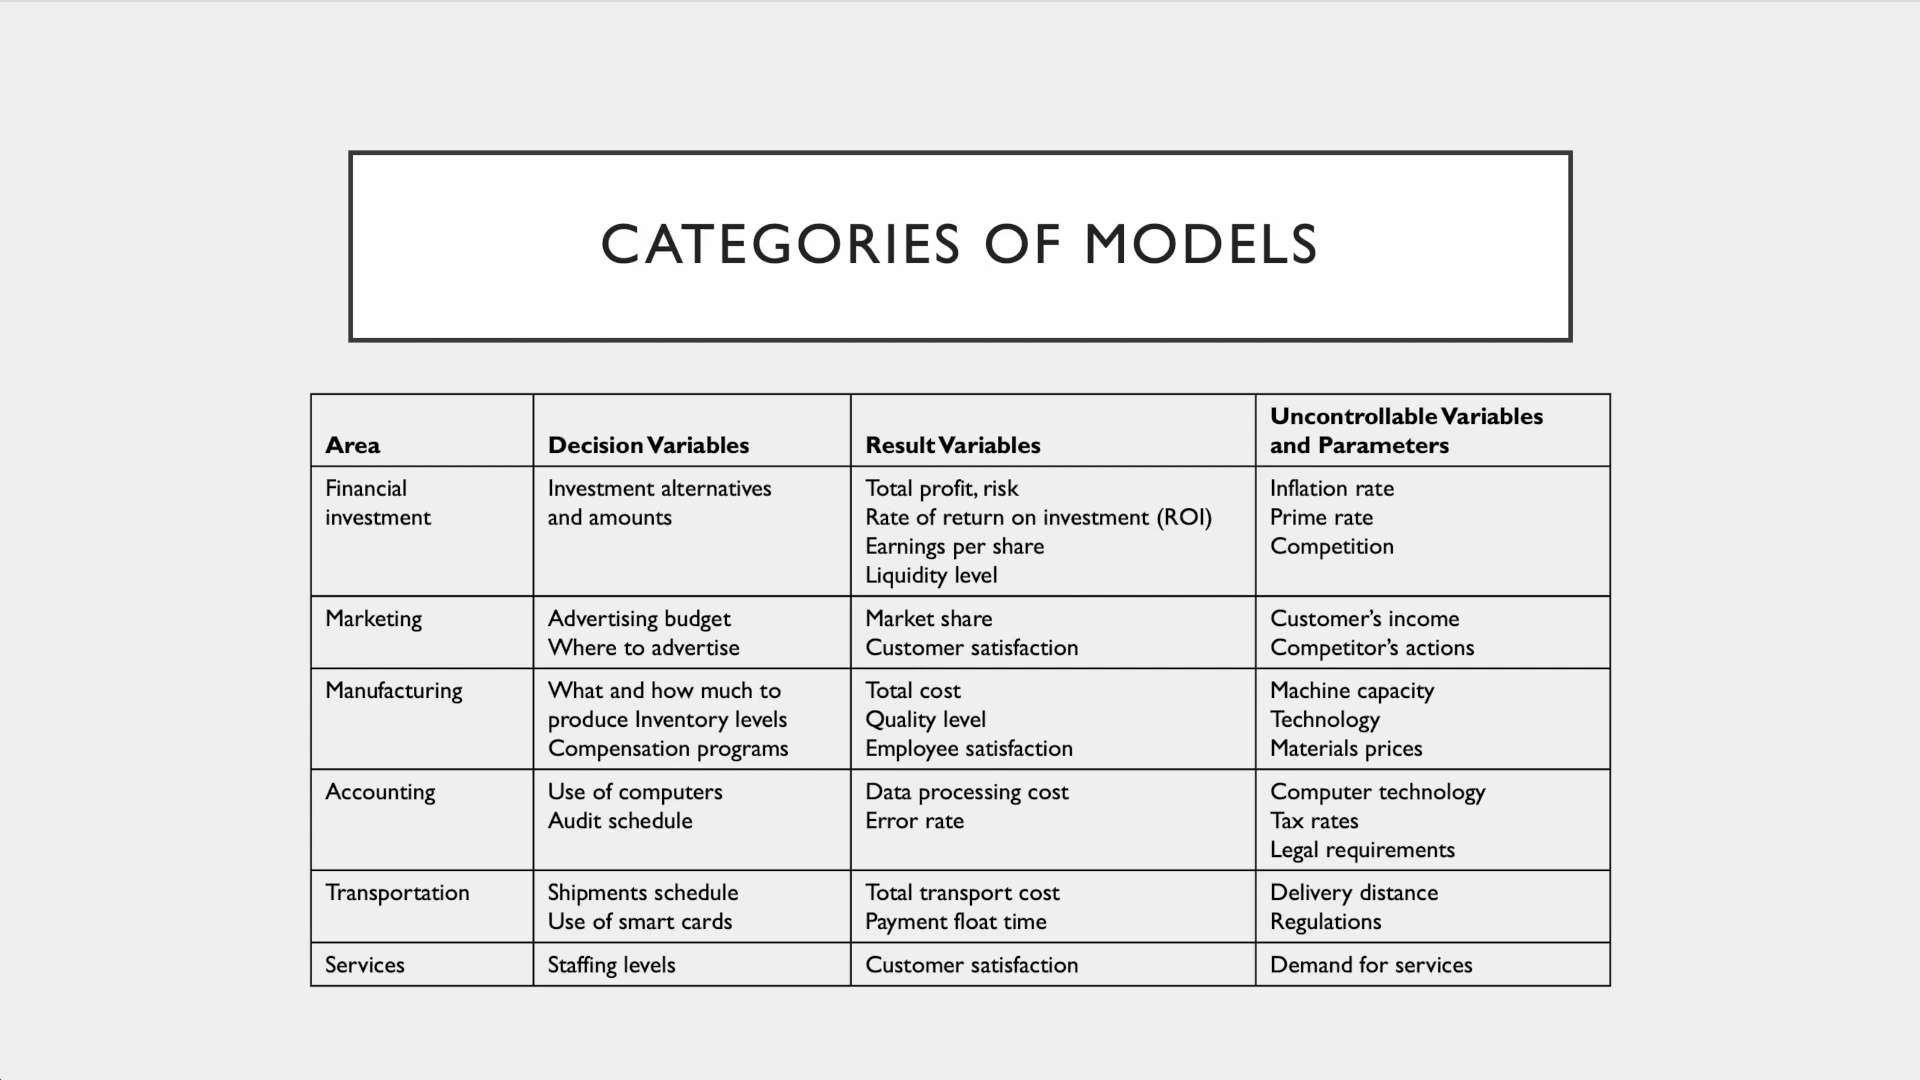 CATEGORIES OF MODELS
Area
Decision Variables
Result Variables
Uncontrollable Variables
and Parameters
Financial
investment
Investment alternatives
and amounts
Total profit, risk
Rate of return on investment (ROI)
Earnings per share
Liquidity level
Inflation rate
Prime rate
Competition
Marketing
Advertising budget
Where to advertise
Market share
Customer satisfaction
Customer’s income
Competitor’s actions
Manufacturing
What and how much to
produce Inventory levels
Compensation programs
Total cost
Quality level
Employee satisfaction
Machine capacity
Technology
Materials prices
Accounting
Use of computers
Audit schedule
Data processing cost
Error rate
Computer technology
Tax rates
Legal requirements
Transportation
Shipments schedule
Use of smart cards
Total transport cost
Payment float time
Delivery distance
Regulations
Services
Staffing levels
Customer satisfaction
Demand for services